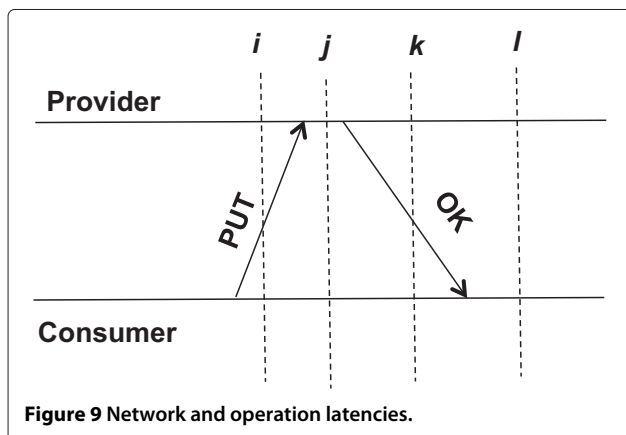 i j k l
Provider
PUT
OK
Consumer
Figure 9 Network and operation latencies.